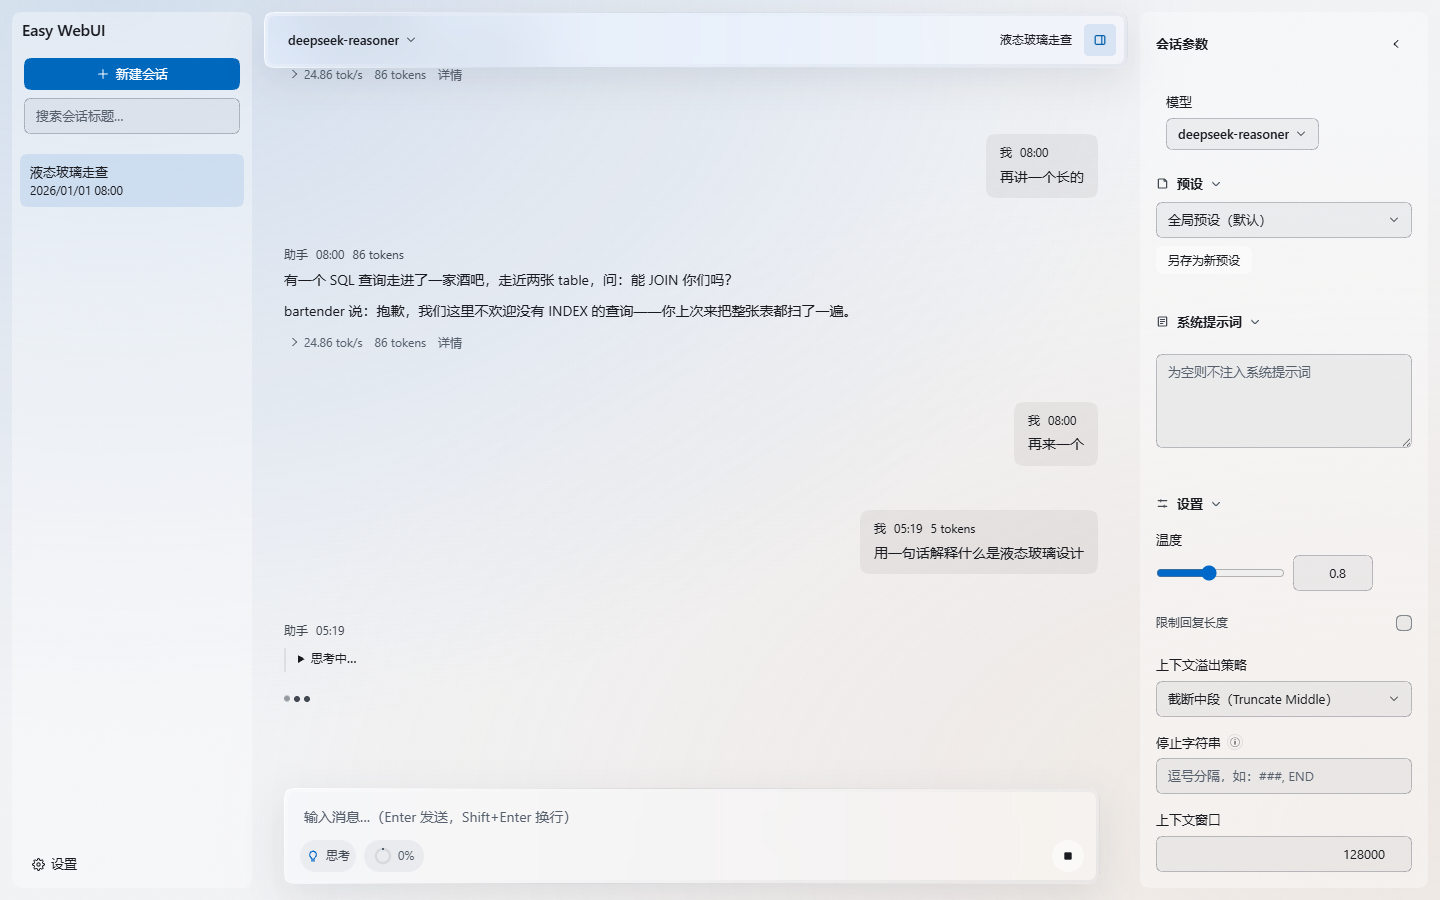 Easy WebUI
新建会话
搜索会话标题...
液态玻璃走查
2026/01/01 08:00
设置
deepseek-reasoner
液态玻璃走查
24.86 tok/s 86 tokens 详情
我 08:00
再讲一个长的
助手 08:00 86 tokens
有一个 SQL 查询走进了一家酒吧，走近两张 table，问：能 JOIN 你们吗？
bartender 说：抱歉，我们这里不欢迎没有 INDEX 的查询——你上次来把整张表都扫了一遍。
24.86 tok/s 86 tokens 详情
我 08:00
再来一个
我 05:19 5 tokens
用一句话解释什么是液态玻璃设计
助手 05:19
思考中...
输入消息...（Enter 发送，Shift+Enter 换行）
思考 0%
会话参数
模型
deepseek-reasoner
预设
全局预设（默认）
另存为新预设
系统提示词
为空则不注入系统提示词
设置
温度
0.8
限制回复长度
上下文溢出策略
截断中段（Truncate Middle）
停止字符串
逗号分隔，如：###, END
上下文窗口
128000